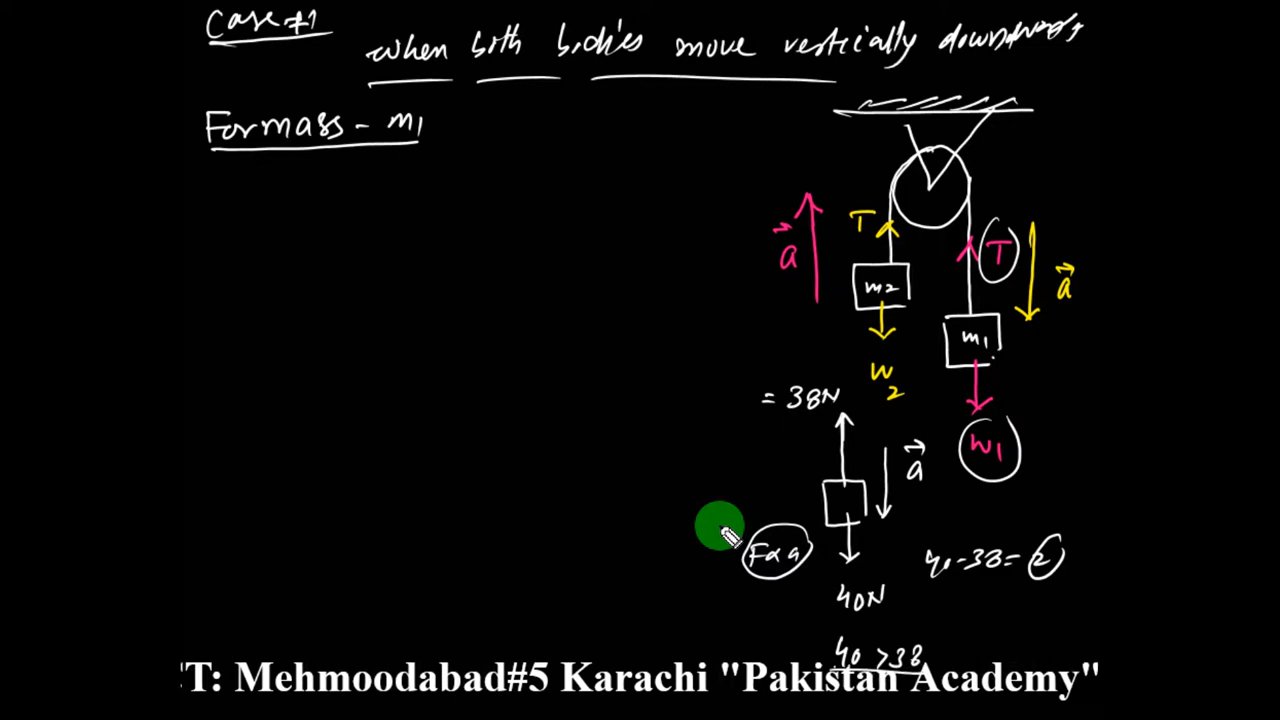 Case #1
when both bodies move vertically downwards
For mass - m1
T
T
a
a
m2
m1
W2
= 38N
W1
a
F∝a
40-38= 2
40N
40 >38
'T: Mehmoodabad#5 Karachi "Pakistan Academy"